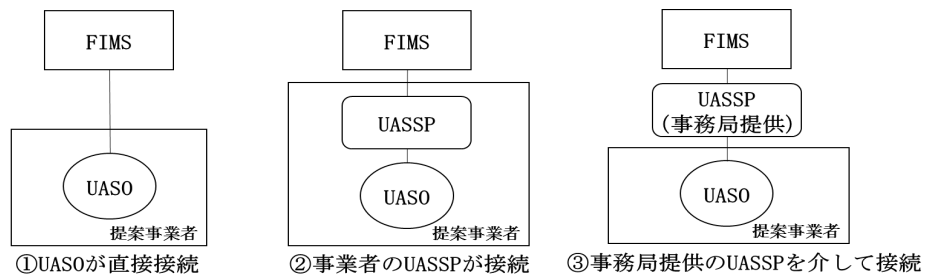 FIMS
UASO
提案事業者
①UASOが直接接続
FIMS
UASSP
UASO
提案事業者
②事業者のUASSPが接続
FIMS
UASSP
(事務局提供)
UASO
提案事業者
③事務局提供のUASSPを介して接続